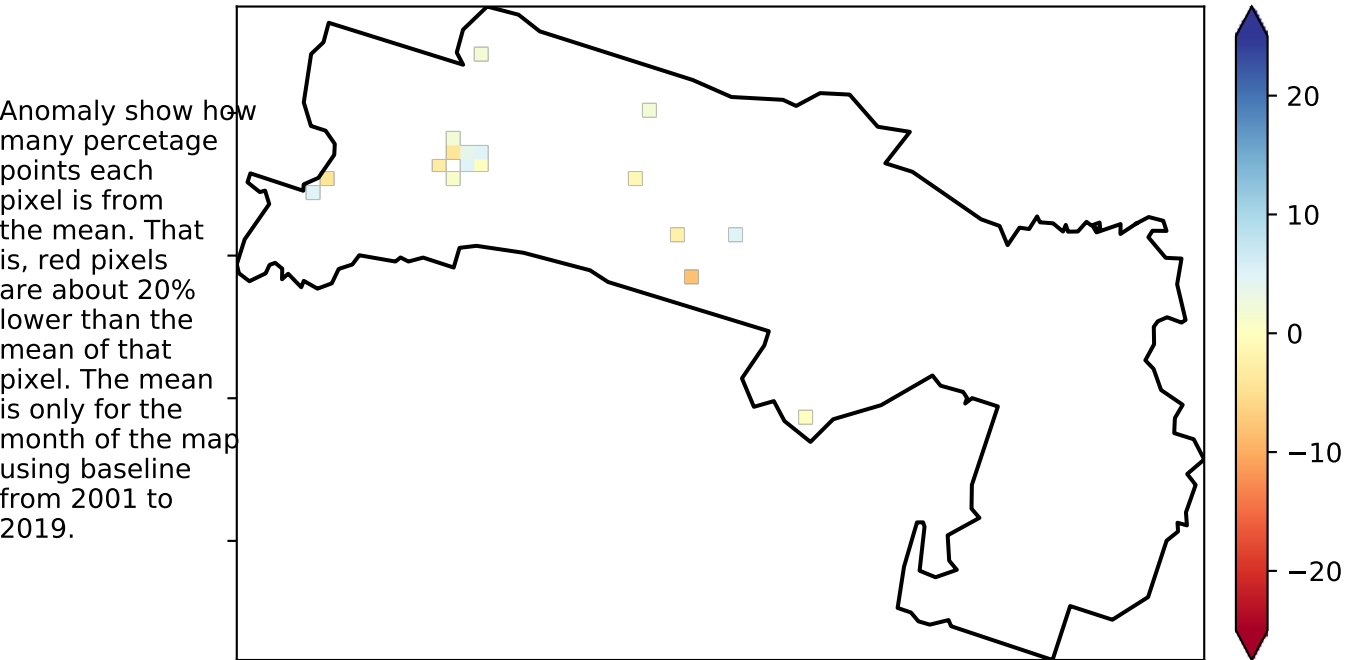 Anomaly show how
many percetage
points each
pixel is from
the mean. That
is, red pixels
are about 20%
lower than the
mean of that
pixel. The mean
is only for the
month of the map
using baseline
from 2001 to
2019.
20
10
0
−10
−20